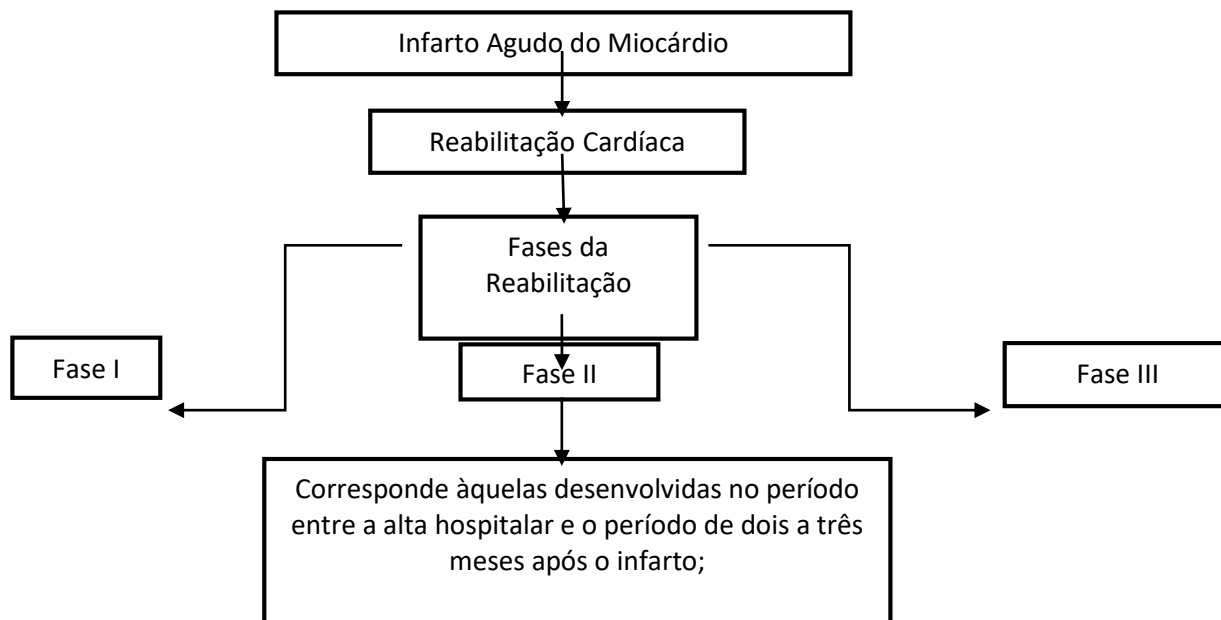 Infarto Agudo do Miocárdio
Reabilitação Cardíaca
Fases da
Reabilitação
Fase I
Fase II
Fase III
Corresponde àquelas desenvolvidas no período
entre a alta hospitalar e o período de dois a três
meses após o infarto;